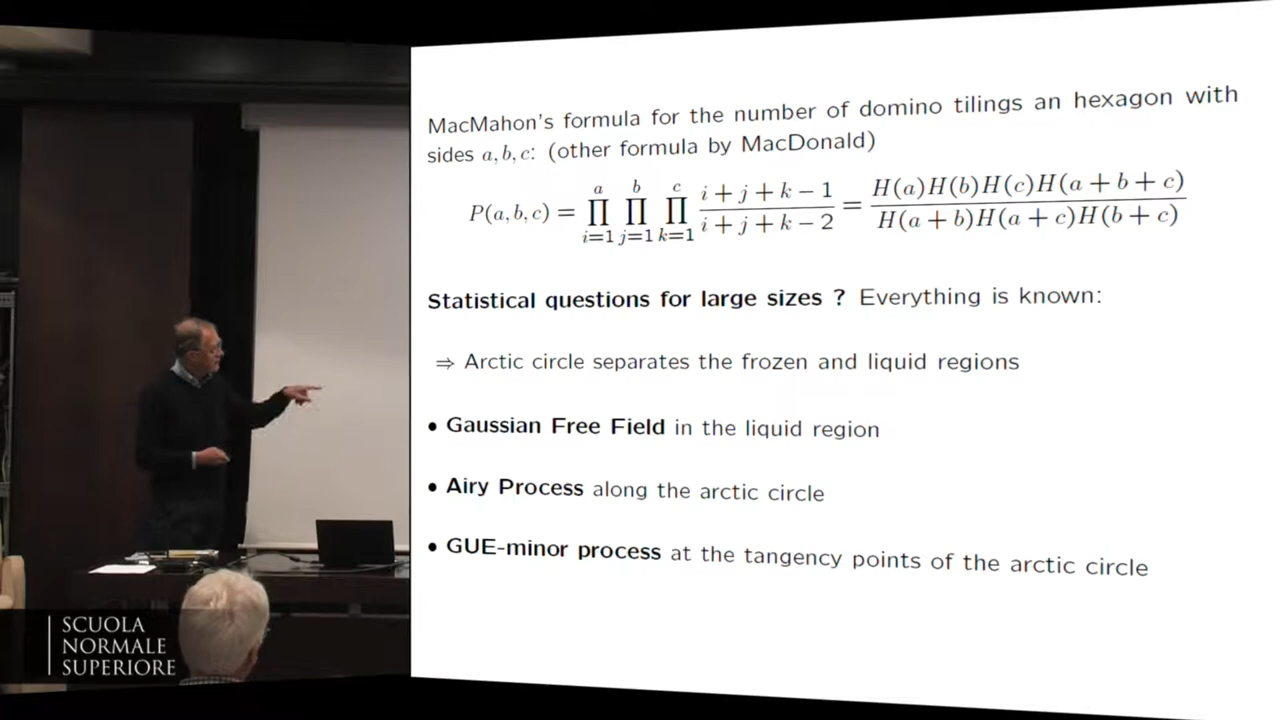 MacMahon's formula for the number of domino tilings an hexagon with
sides a, b, c: (other formula by MacDonald)
P(a, b, c) = ∏_{i=1}^{a} ∏_{j=1}^{b} ∏_{k=1}^{c} (i + j + k − 1)/(i + j + k − 2) = H(a)H(b)H(c)H(a + b + c)/H(a + b)H(a + c)H(b + c)
Statistical questions for large sizes ? Everything is known:
⇒ Arctic circle separates the frozen and liquid regions
• Gaussian Free Field in the liquid region
• Airy Process along the arctic circle
• GUE-minor process at the tangency points of the arctic circle
SCUOLA
NORMALE
SUPERIORE